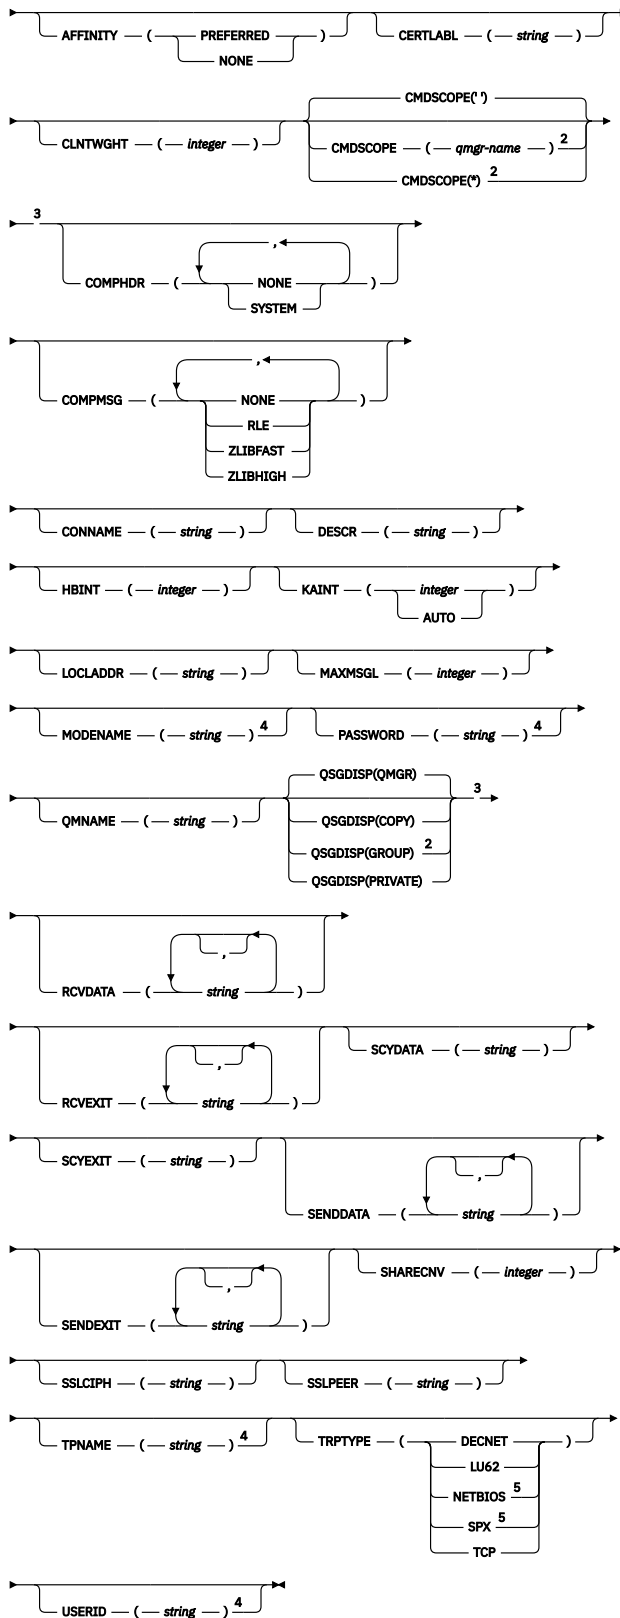 AFFINITY ( PREFERRED ) CERTLABL ( string )
NONE
CMDSCOPE(' ')
CLNTWGHT ( integer ) CMDSCOPE ( qmgr-name ) 2
CMDSCOPE(*) 2
3
,
COMPHDR ( NONE )
SYSTEM
,
COMPMSG ( NONE )
RLE
ZLIBFAST
ZLIBHIGH
CONNAME ( string ) DESCR ( string )
HBINT ( integer ) KAINT ( integer )
AUTO
LOCLADDR ( string ) MAXMSGL ( integer )
MODENAME ( string ) 4 PASSWORD ( string ) 4
QSGDISP(QMGR) 3
QMNAME ( string ) QSGDISP(COPY)
QSGDISP(GROUP) 2
QSGDISP(PRIVATE)
,
RCVDATA ( string )
SCYDATA ( string )
,
RCVEXIT ( string )
SCYEXIT ( string )
,
SENDDATA ( string )
SHARECNV ( integer )
,
SENDEXIT ( string )
SSLCIPH ( string ) SSLPEER ( string )
TPNAME ( string ) 4 TRPTYPE ( DECNET )
LU62
NETBIOS 5
SPX 5
TCP
USERID ( string ) 4